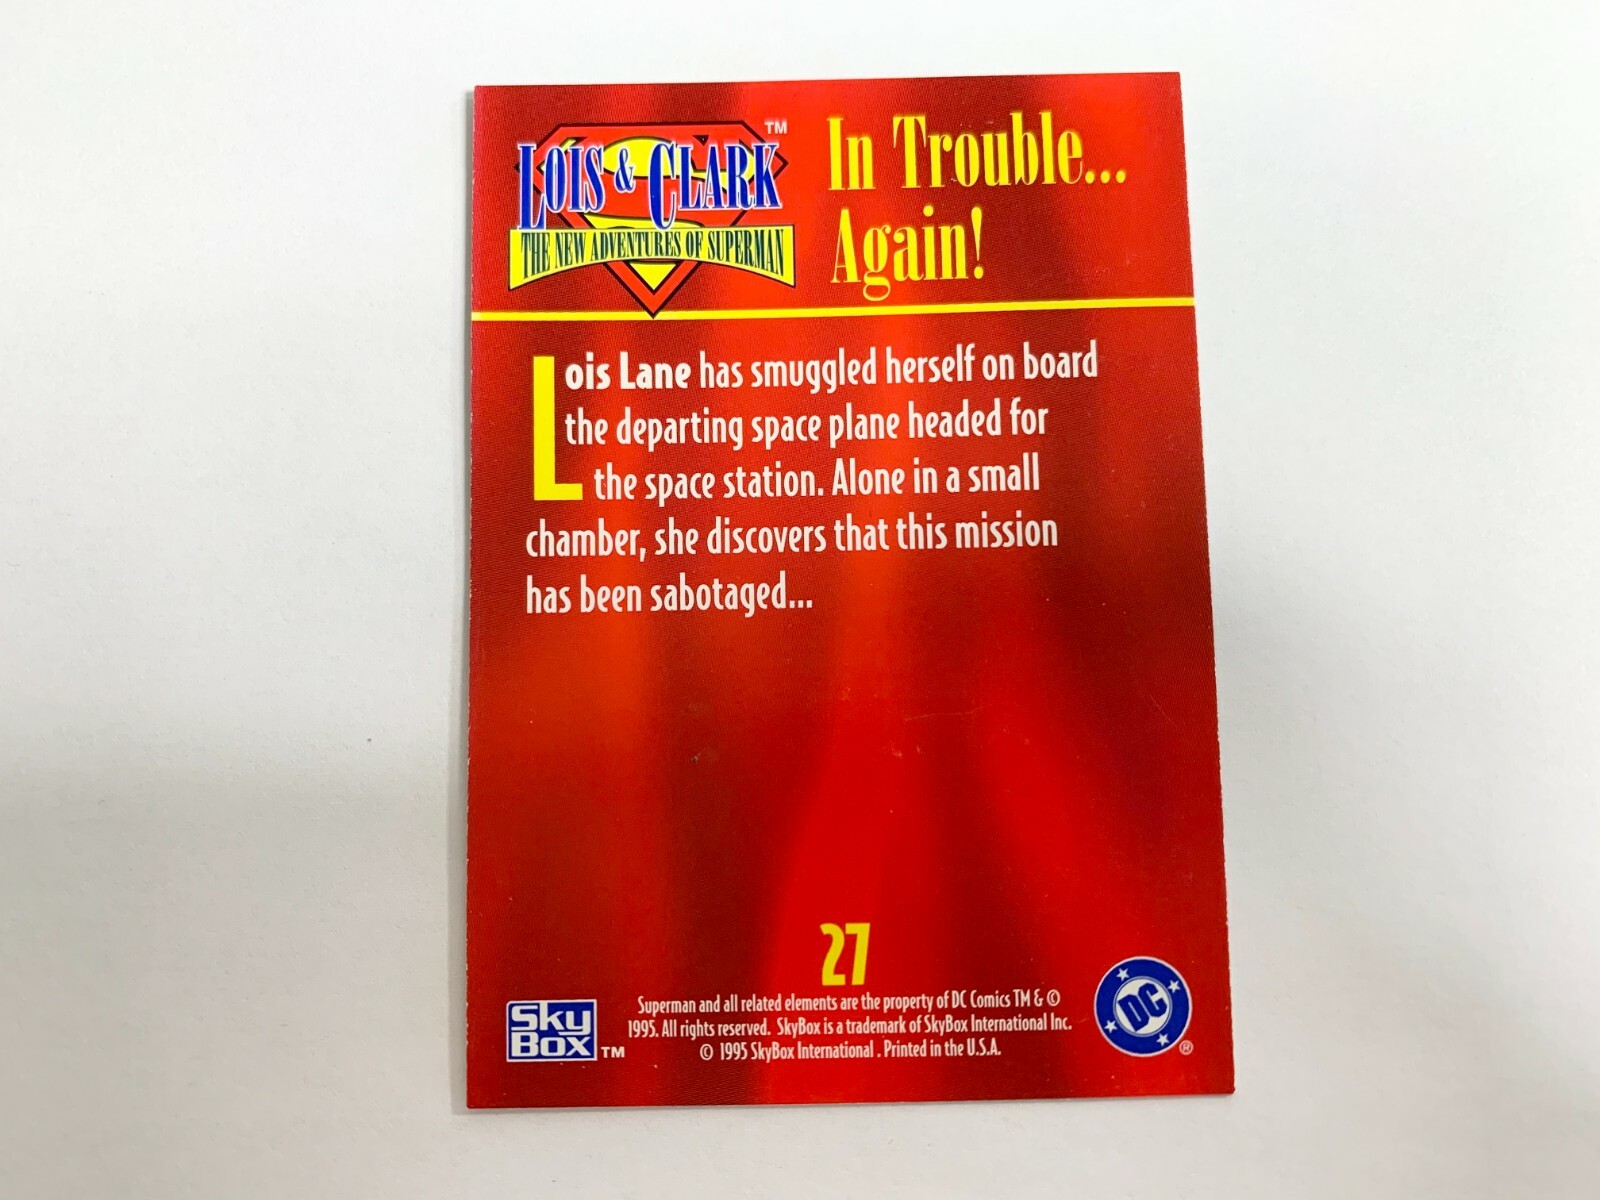 LOIS & CLARK ™
THE NEW ADVENTURES OF SUPERMAN
In Trouble...
Again!
Lois Lane has smuggled herself on board
the departing space plane headed for
the space station. Alone in a small
chamber, she discovers that this mission
has been sabotaged...
27
Superman and all related elements are the property of DC Comics TM & ©
1995. All rights reserved. SkyBox is a trademark of SkyBox International Inc.
© 1995 SkyBox International . Printed in the U.S.A.
SKY
BOX ™
DC ®